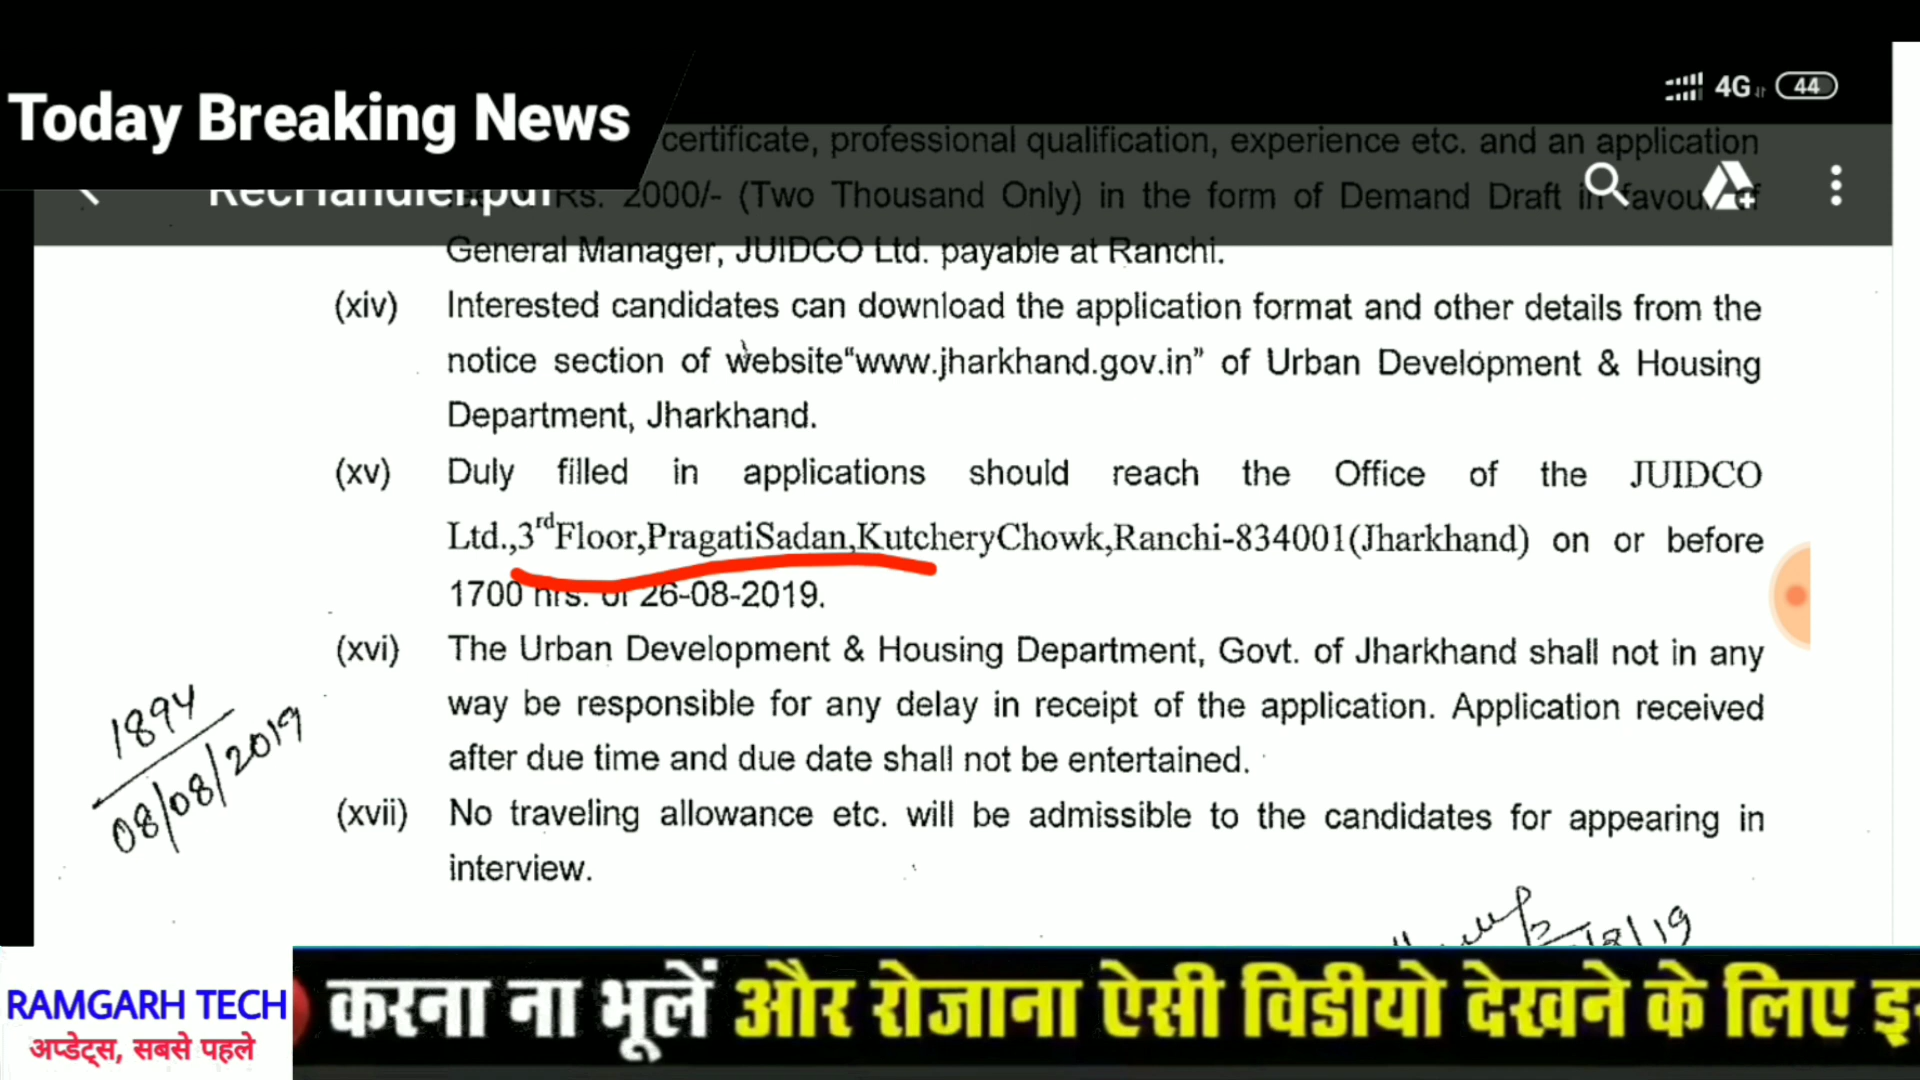 4G 44
Today Breaking News
certificate, professional qualification, experience etc. and an application
RecHandler.pdf
Rs. 2000/- (Two Thousand Only) in the form of Demand Draft in favour of
General Manager, JUIDCO Ltd. payable at Ranchi.
(xiv) Interested candidates can download the application format and other details from the
notice section of website"www.jharkhand.gov.in" of Urban Development & Housing
Department, Jharkhand.
(xv) Duly filled in applications should reach the Office of the JUIDCO
Ltd.,3rdFloor,PragatiSadan,KutcheryChowk,Ranchi-834001(Jharkhand) on or before
1700 hrs. of 26-08-2019.
(xvi) The Urban Development & Housing Department, Govt. of Jharkhand shall not in any
way be responsible for any delay in receipt of the application. Application received
after due time and due date shall not be entertained.
(xvii) No traveling allowance etc. will be admissible to the candidates for appearing in
interview.
1894
08/08/2019
RAMGARH TECH
अप्डेट्स, सबसे पहले
करना ना भूलें और रोजाना ऐसी विडीयो देखने के लिए